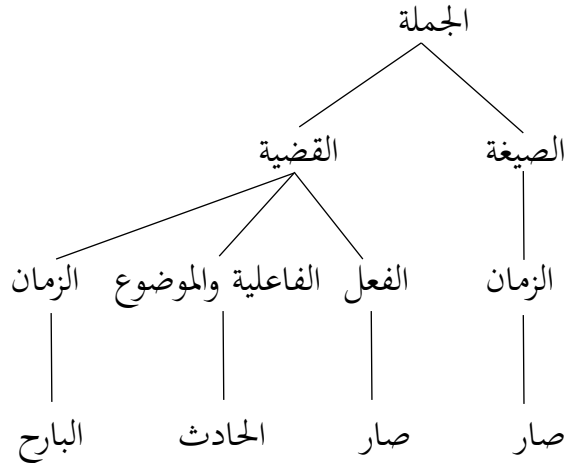 الجملة
الصيغة القضية
الزمان الفعل الفاعلية والموضوع الزمان
صار صار الحادث البارح